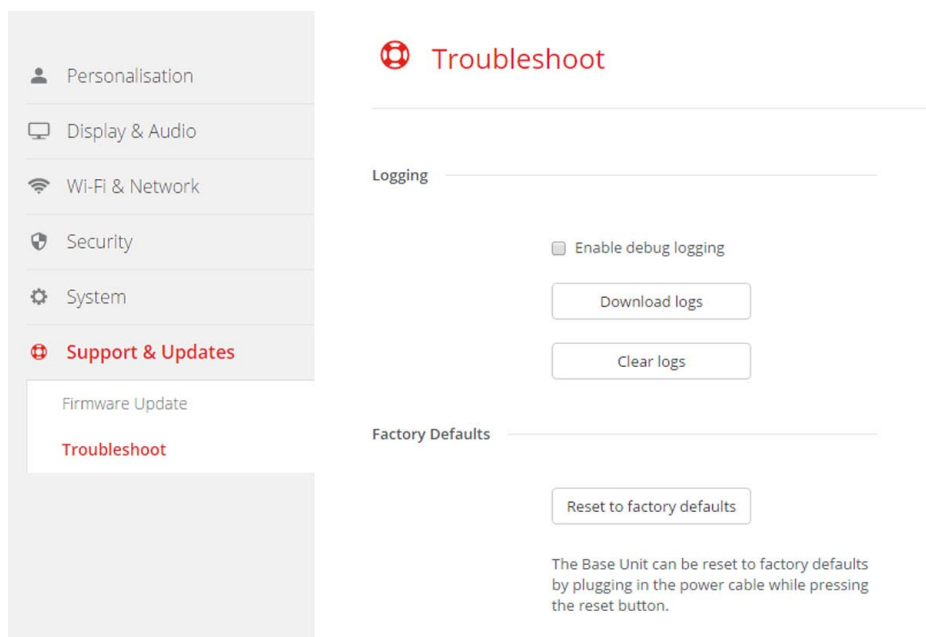 Personalisation
Display & Audio
Wi-Fi & Network
Security
System
Support & Updates
Firmware Update
Troubleshoot
Troubleshoot
Logging
Enable debug logging
Download logs
Clear logs
Factory Defaults
Reset to factory defaults
The Base Unit can be reset to factory defaults
by plugging in the power cable while pressing
the reset button.